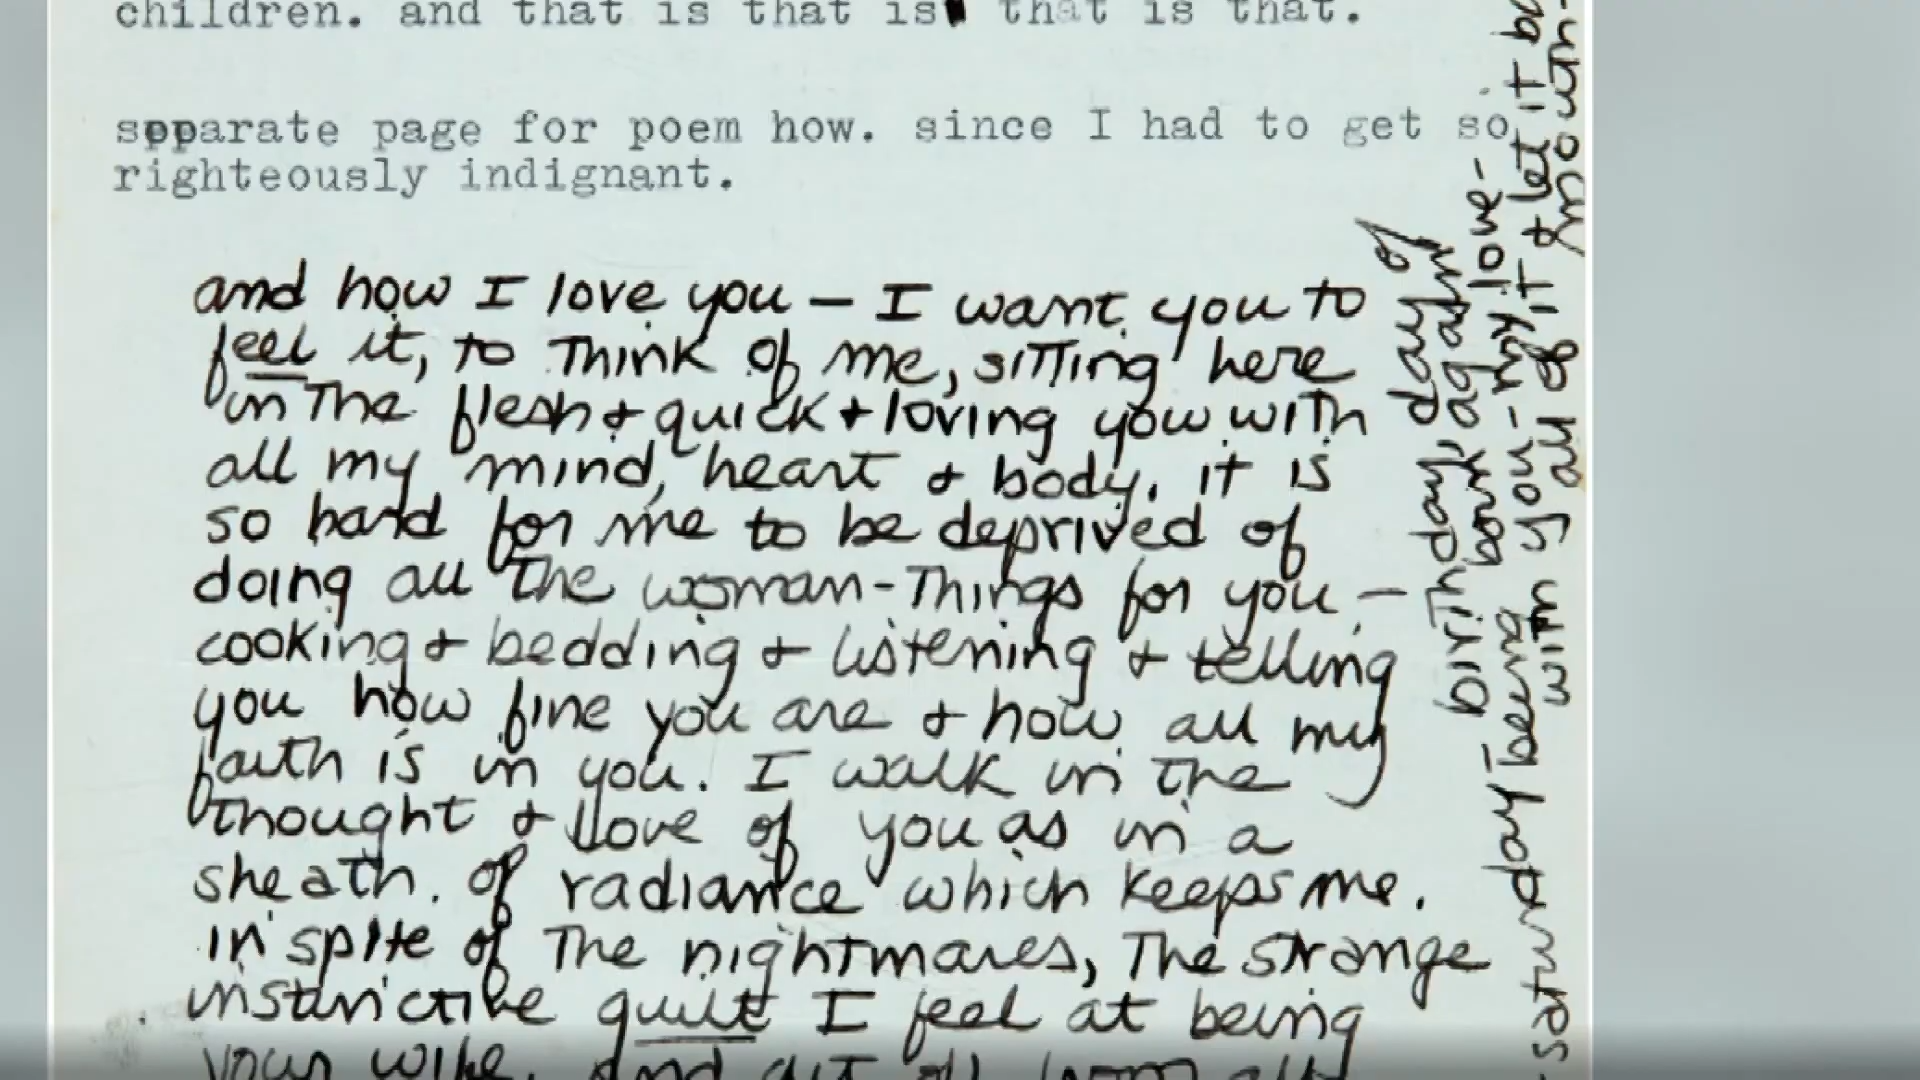 children. and that is that is that is that.
sepparate page for poem how. since I had to get so
righteously indignant.
and how I love you – I want you to
feel it, to think of me, sitting here
in the flesh & quick & loving you with
all my mind, heart & body. it is
so hard for me to be deprived of
doing all the woman-things for you –
cooking & bedding & listening & telling
you how fine you are & how all my
faith is in you. I walk in the
thought & love of you as in a
sheath of radiance which keeps me.
in spite of the nightmares, the strange
instinctive guilt I feel at being
your wife, and
birthday, day of
born again
saturday being you – my love –
with you & let it
all of it